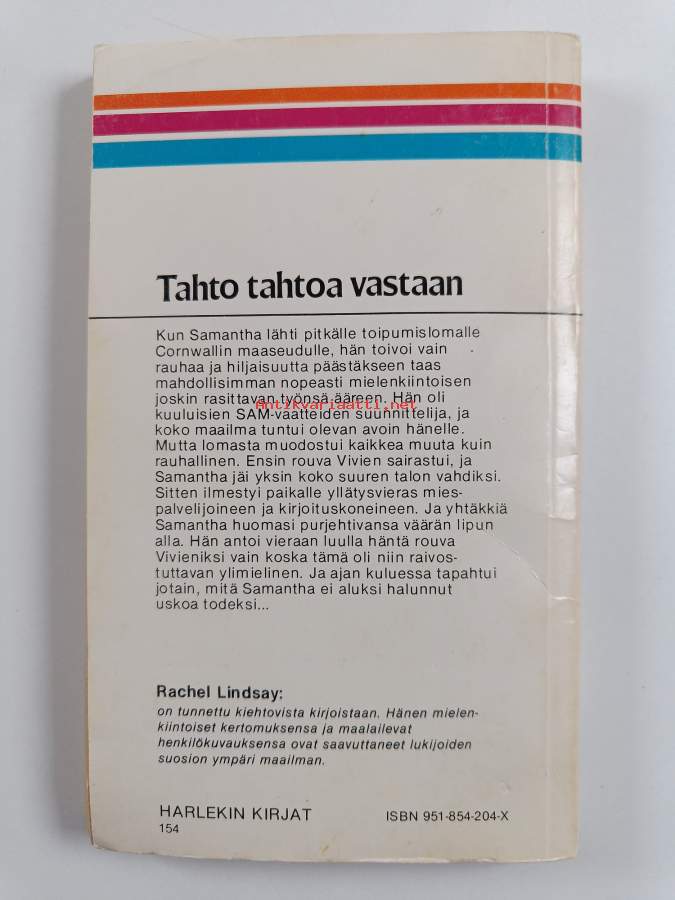 Tahto tahtoa vastaan
Kun Samantha lähti pitkälle toipumislomalle
Cornwallin maaseudulle, hän toivoi vain
rauhaa ja hiljaisuutta päästäkseen taas
mahdollisimman nopeasti mielenkiintoisen
joskin rasittavan työnsä ääreen. Hän oli
Antikvariaatti.net
kuuluisien SAM-vaatteiden suunnittelija, ja
koko maailma tuntui olevan avoin hänelle.
Mutta lomasta muodostui kaikkea muuta kuin
rauhallinen. Ensin rouva Vivien sairastui, ja
Samantha jäi yksin koko suuren talon vahdiksi.
Sitten ilmestyi paikalle yllätysvieras mies-
palvelijoineen ja kirjoituskoneineen. Ja yhtäkkiä
Samantha huomasi purjehtivansa väärän lipun
alla. Hän antoi vieraan luulla häntä rouva
Vivieniksi vain koska tämä oli niin raivos-
tuttavan ylimielinen. Ja ajan kuluessa tapahtui
jotain, mitä Samantha ei aluksi halunnut
uskoa todeksi...
Rachel Lindsay:
on tunnettu kiehtovista kirjoistaan. Hänen mielen-
kiintoiset kertomuksensa ja maalailevat
henkilökuvauksensa ovat saavuttaneet lukijoiden
suosion ympäri maailman.
HARLEKIN KIRJAT ISBN 951-854-204-X
154